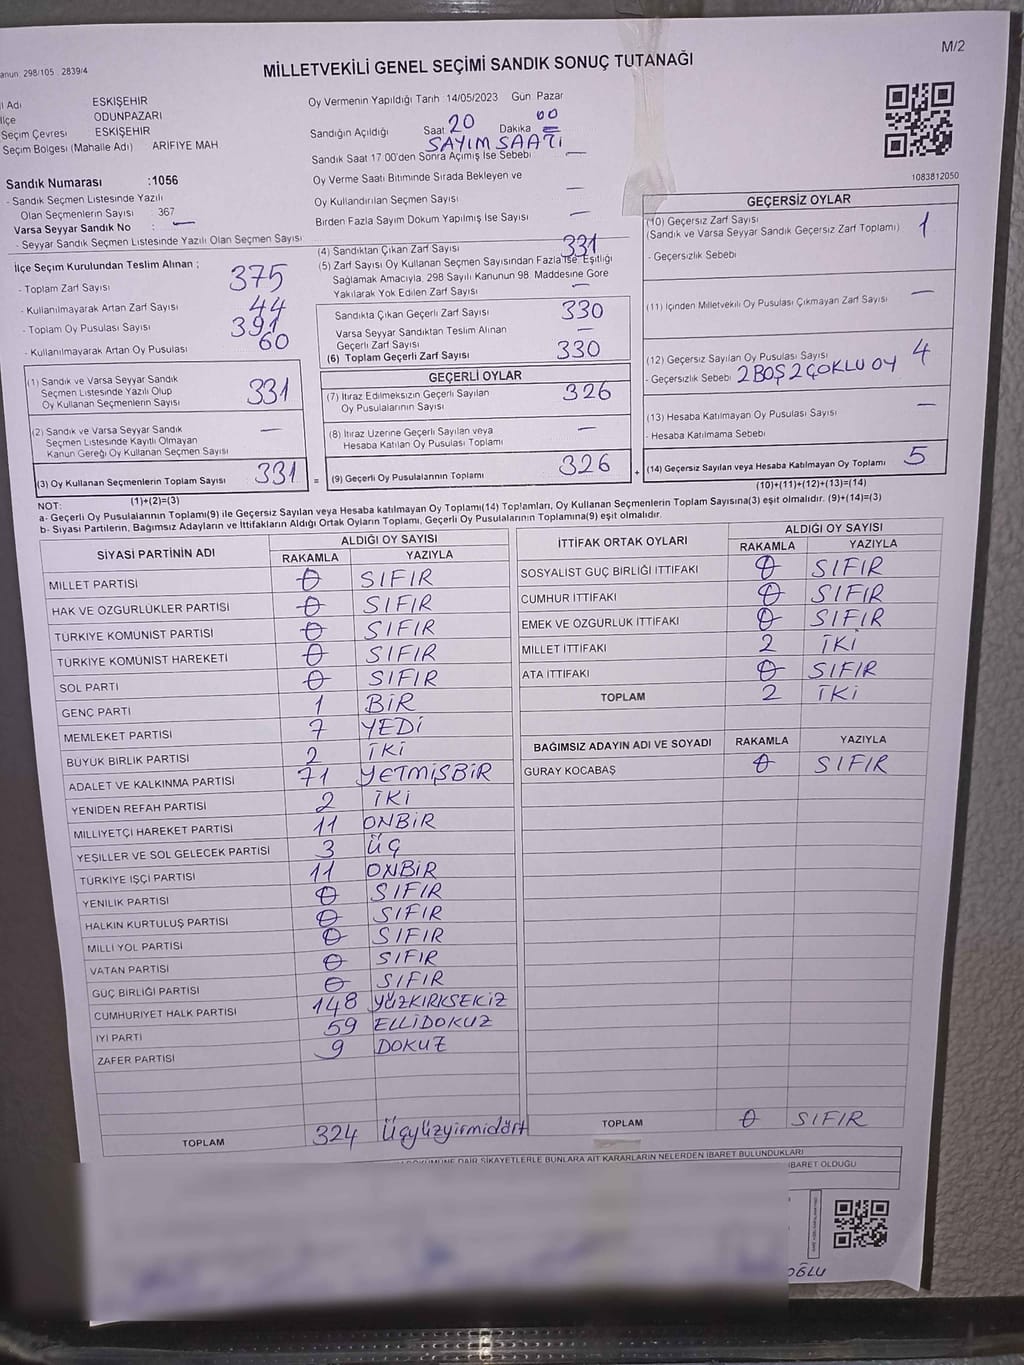 298/105 2839/4
M/2
MİLLETVEKİLİ GENEL SEÇİMİ SANDIK SONUÇ TUTANAĞI
Adı ESKİŞEHİR
ODUNPAZARI
Seçim Çevresi ESKİŞEHİR
Seçim Bölgesi (Mahalle Adı) ARİFİYE MAH.
Oy Vermenin Yapıldığı Tarih 14/05/2023 Gün Pazar
Sandığın Açıldığı Saat 20 Dakika 00
SAYIM SAATİ
Sandık Saat 17 00'den Sonra Açılmış İse Sebebi —
Oy Verme Saati Bitiminde Sırada Bekleyen ve
Oy Kullandırılan Seçmen Sayısı —
Birden Fazla Sayım Döküm Yapılmış İse Sayısı —
1083812050
Sandık Numarası :1056
- Sandık Seçmen Listesinde Yazılı
Olan Seçmenlerin Sayısı : 367
Varsa Seyyar Sandık No : —
- Seyyar Sandık Seçmen Listesinde Yazılı Olan Seçmen Sayısı
İlçe Seçim Kurulundan Teslim Alınan ;
- Toplam Zarf Sayısı 375
- Kullanılmayarak Artan Zarf Sayısı 44
- Toplam Oy Pusulası Sayısı 391
- Kullanılmayarak Artan Oy Pusulası 60
(1) Sandık ve Varsa Seyyar Sandık
Seçmen Listesinde Yazılı Olup
Oy Kullanan Seçmenlerin Sayısı 331
(2) Sandık ve Varsa Seyyar Sandık
Seçmen Listesinde Kayıtlı Olmayan
Kanun Gereği Oy Kullanan Seçmen Sayısı —
(3) Oy Kullanan Seçmenlerin Toplam Sayısı 331
(1)+(2)=(3)
(4) Sandıktan Çıkan Zarf Sayısı 331
(5) Zarf Sayısı Oy Kullanan Seçmen Sayısından Fazla İse Eşitliği
Sağlamak Amacıyla, 298 Sayılı Kanunun 98. Maddesine Göre
Yakılarak Yok Edilen Zarf Sayısı —
Sandıkta Çıkan Geçerli Zarf Sayısı 330
Varsa Seyyar Sandıktan Teslim Alınan
Geçerli Zarf Sayısı —
(6) Toplam Geçerli Zarf Sayısı 330
GEÇERLİ OYLAR
(7) İtiraz Edilmeksizin Geçerli Sayılan
Oy Pusulalarının Sayısı 326
(8) İtiraz Üzerine Geçerli Sayılan veya
Hesaba Katılan Oy Pusulası Toplamı —
= (9) Geçerli Oy Pusulalarının Toplamı 326
GEÇERSİZ OYLAR
(10) Geçersiz Zarf Sayısı
(Sandık ve Varsa Seyyar Sandık Geçersiz Zarf Toplamı) 1
- Geçersizlik Sebebi
(11) İçinden Milletvekili Oy Pusulası Çıkmayan Zarf Sayısı —
(12) Geçersiz Sayılan Oy Pusulası Sayısı 4
- Geçersizlik Sebebi 2 BOŞ 2 ÇOKLU OY
(13) Hesaba Katılmayan Oy Pusulası Sayısı —
- Hesaba Katılmama Sebebi
+ (14) Geçersiz Sayılan veya Hesaba Katılmayan Oy Toplamı 5
(10)+(11)+(12)+(13)=(14)
NOT:
a- Geçerli Oy Pusulalarının Toplamı(9) ile Geçersiz Sayılan veya Hesaba katılmayan Oy Toplamı(14) Toplamları, Oy Kullanan Seçmenlerin Toplam Sayısına(3) eşit olmalıdır. (9)+(14)=(3)
b- Siyasi Partilerin, Bağımsız Adayların ve İttifakların Aldığı Ortak Oyların Toplamı, Geçerli Oy Pusulalarının Toplamına(9) eşit olmalıdır.
SİYASİ PARTİNİN ADI ALDIĞI OY SAYISI
RAKAMLA YAZIYLA
MİLLET PARTİSİ 0 SIFIR
HAK VE ÖZGÜRLÜKLER PARTİSİ 0 SIFIR
TÜRKİYE KOMÜNİST PARTİSİ 0 SIFIR
TÜRKİYE KOMÜNİST HAREKETİ 0 SIFIR
SOL PARTİ 0 SIFIR
GENÇ PARTİ 1 BİR
MEMLEKET PARTİSİ 7 YEDİ
BÜYÜK BİRLİK PARTİSİ 2 İKİ
ADALET VE KALKINMA PARTİSİ 71 YETMİŞBİR
YENİDEN REFAH PARTİSİ 2 İKİ
MİLLİYETÇİ HAREKET PARTİSİ 11 ONBİR
YEŞİLLER VE SOL GELECEK PARTİSİ 3 ÜÇ
TÜRKİYE İŞÇİ PARTİSİ 11 ONBİR
YENİLİK PARTİSİ 0 SIFIR
HALKIN KURTULUŞ PARTİSİ 0 SIFIR
MİLLİ YOL PARTİSİ 0 SIFIR
VATAN PARTİSİ 0 SIFIR
GÜÇ BİRLİĞİ PARTİSİ 0 SIFIR
CUMHURİYET HALK PARTİSİ 148 YÜZKIRKSEKİZ
İYİ PARTİ 59 ELLİDOKUZ
ZAFER PARTİSİ 9 DOKUZ
TOPLAM 324 Üçyüzyirmidört
İTTİFAK ORTAK OYLARI ALDIĞI OY SAYISI
RAKAMLA YAZIYLA
SOSYALİST GÜÇ BİRLİĞİ İTTİFAKI 0 SIFIR
CUMHUR İTTİFAKI 0 SIFIR
EMEK VE ÖZGÜRLÜK İTTİFAKI 0 SIFIR
MİLLET İTTİFAKI 2 İKİ
ATA İTTİFAKI 0 SIFIR
TOPLAM 2 İKİ
BAĞIMSIZ ADAYIN ADI VE SOYADI RAKAMLA YAZIYLA
GÜRAY KOCABAŞ 0 SIFIR
TOPLAM 0 SIFIR
DAİR ŞİKAYETLERLE BUNLARA AİT KARARLARIN NELERDEN İBARET BULUNDUKLARI
İBARET OLDUĞU
OĞLU